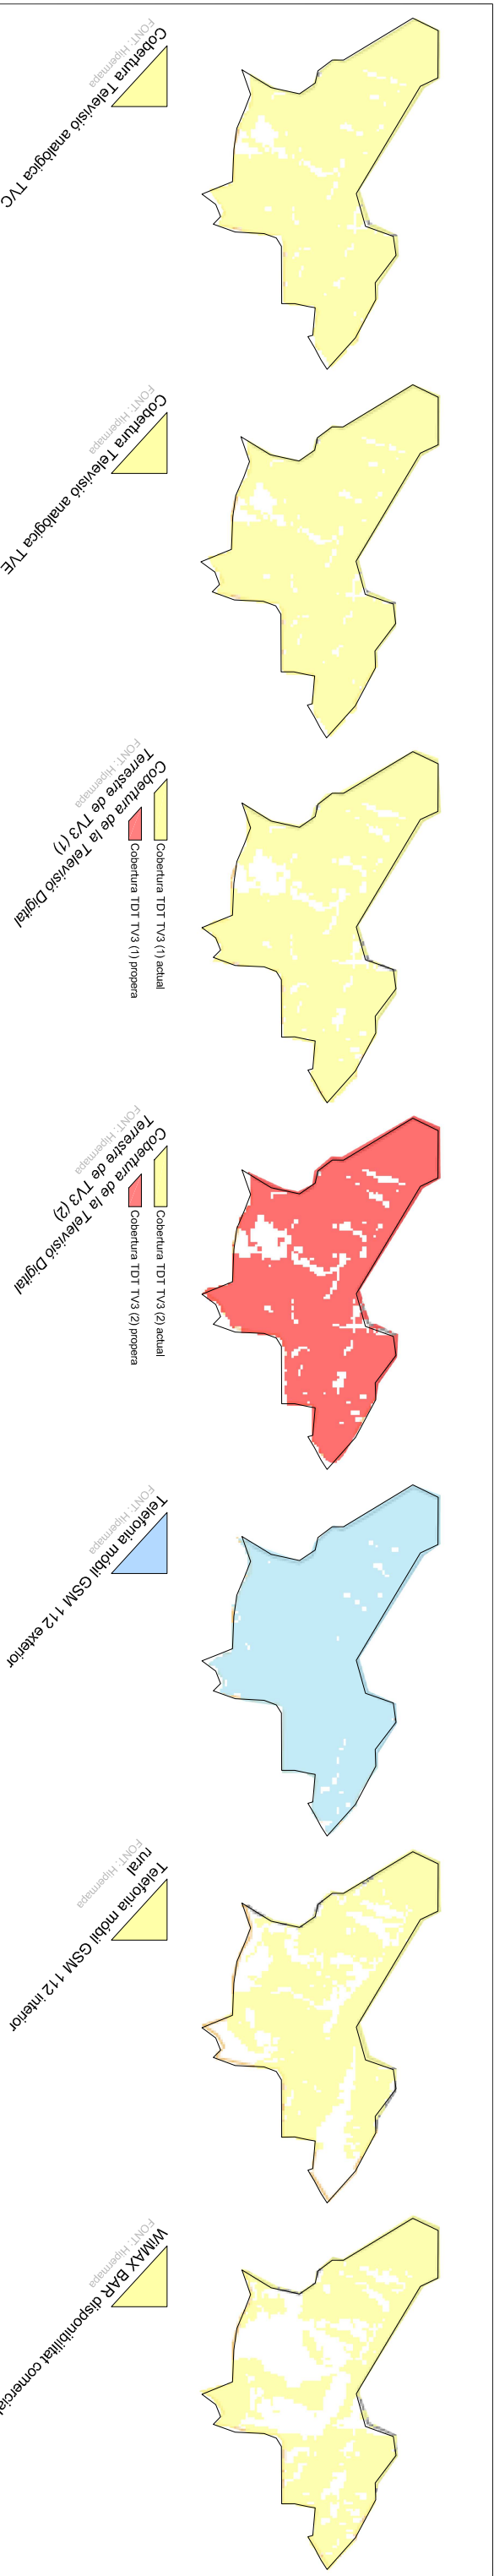 Cobertura Televisió analògica TVC
FONT: Hipermapa
Cobertura Televisió analògica TVE
FONT: Hipermapa
Cobertura de la Televisió Digital
Terrestre de TV3 (1)
FONT: Hipermapa
Cobertura TDT TV3 (1) actual
Cobertura TDT TV3 (1) propera
Cobertura de la Televisió Digital
Terrestre de TV3 (2)
FONT: Hipermapa
Cobertura TDT TV3 (2) actual
Cobertura TDT TV3 (2) propera
Telefonia mòbil GSM 112 exterior
FONT: Hipermapa
Telefonia mòbil GSM 112 interior
rural
FONT: Hipermapa
WiMAX BAR disponibilitat comercial
FONT: Hipermapa